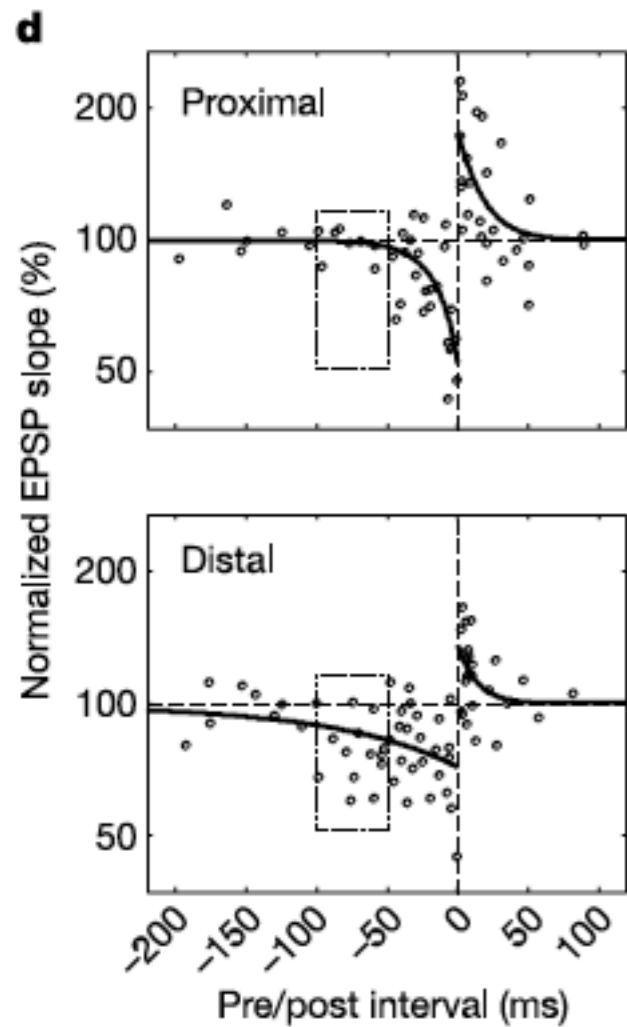 d
Normalized EPSP slope (%)
Proximal
200
100
50
Distal
200
100
50
−200 −150 −100 −50 0 50 100
Pre/post interval (ms)